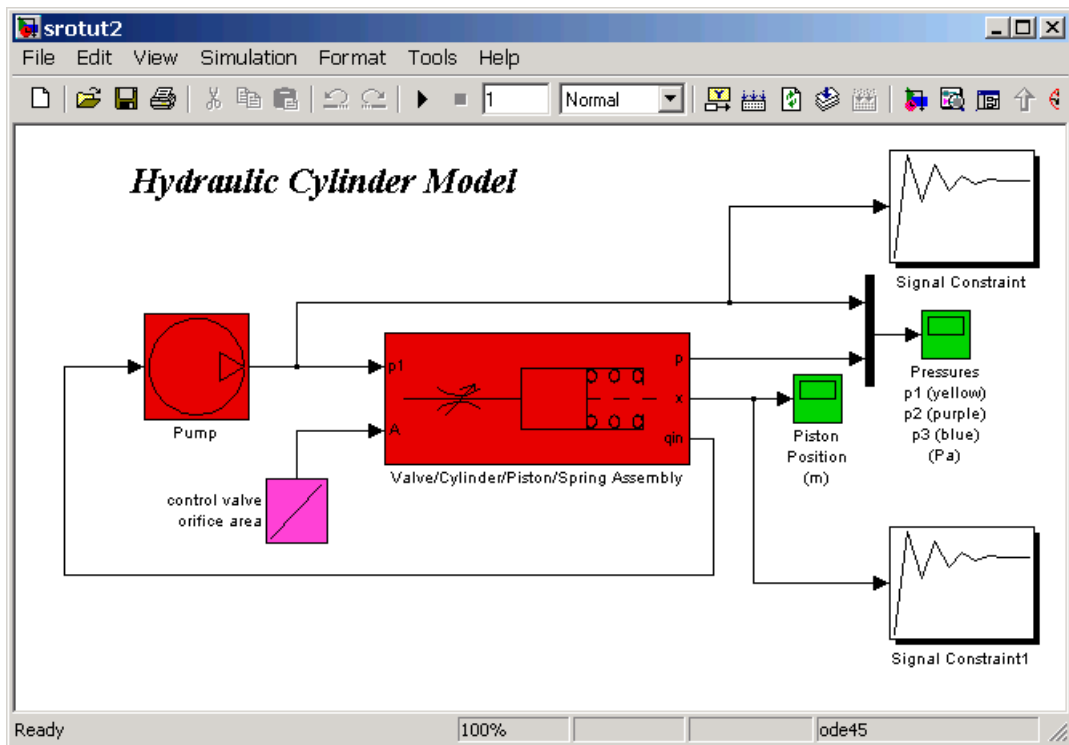 srotut2
File Edit View Simulation Format Tools Help
1 Normal
Y
Hydraulic Cylinder Model
Signal Constraint
Pump
p1
A
p
x
qin
Valve/Cylinder/Piston/Spring Assembly
control valve
orifice area
Piston
Position
(m)
Pressures
p1 (yellow)
p2 (purple)
p3 (blue)
(Pa)
Signal Constraint1
Ready 100% ode45